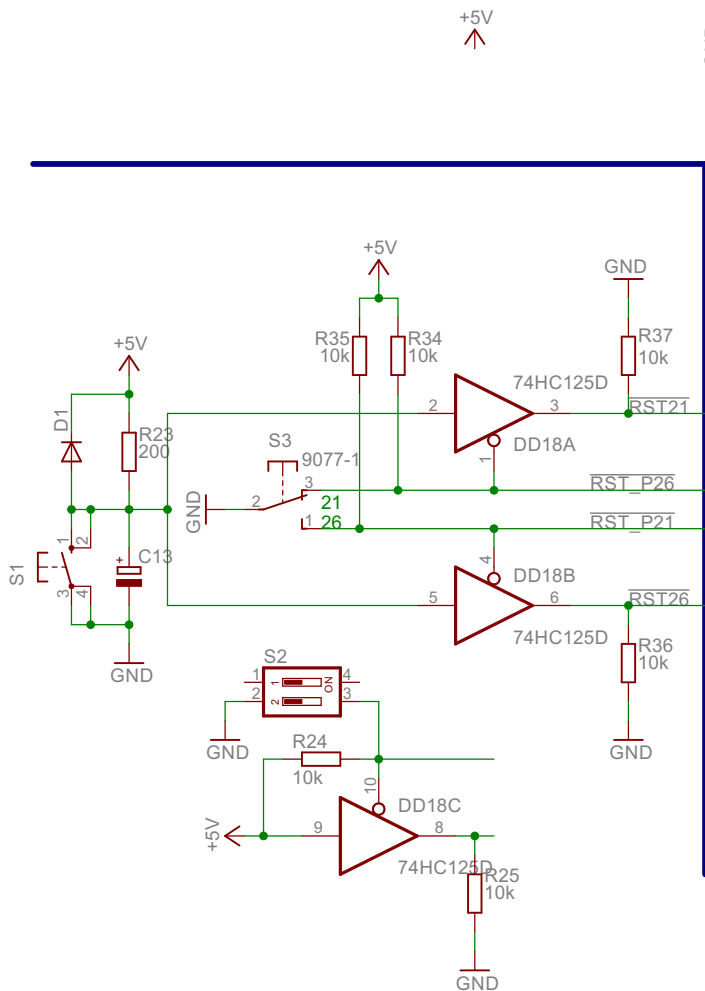 +5V
+5V
GND
R35
10k
R34
10k
R37
10k
+5V
D1
R23
200
74HC125D
2
3
RST21
DD18A
1
S3
9077-1
3
2
21
26
1
GND
RST_P26
RST_P21
1
2
S1
3
4
+
C13
GND
4
DD18B
5
6
RST26
74HC125D
R36
10k
GND
S2
1
2
4
3
1
2
ON
GND
R24
10k
+5V
10
DD18C
9
8
74HC125D
R25
10k
GND